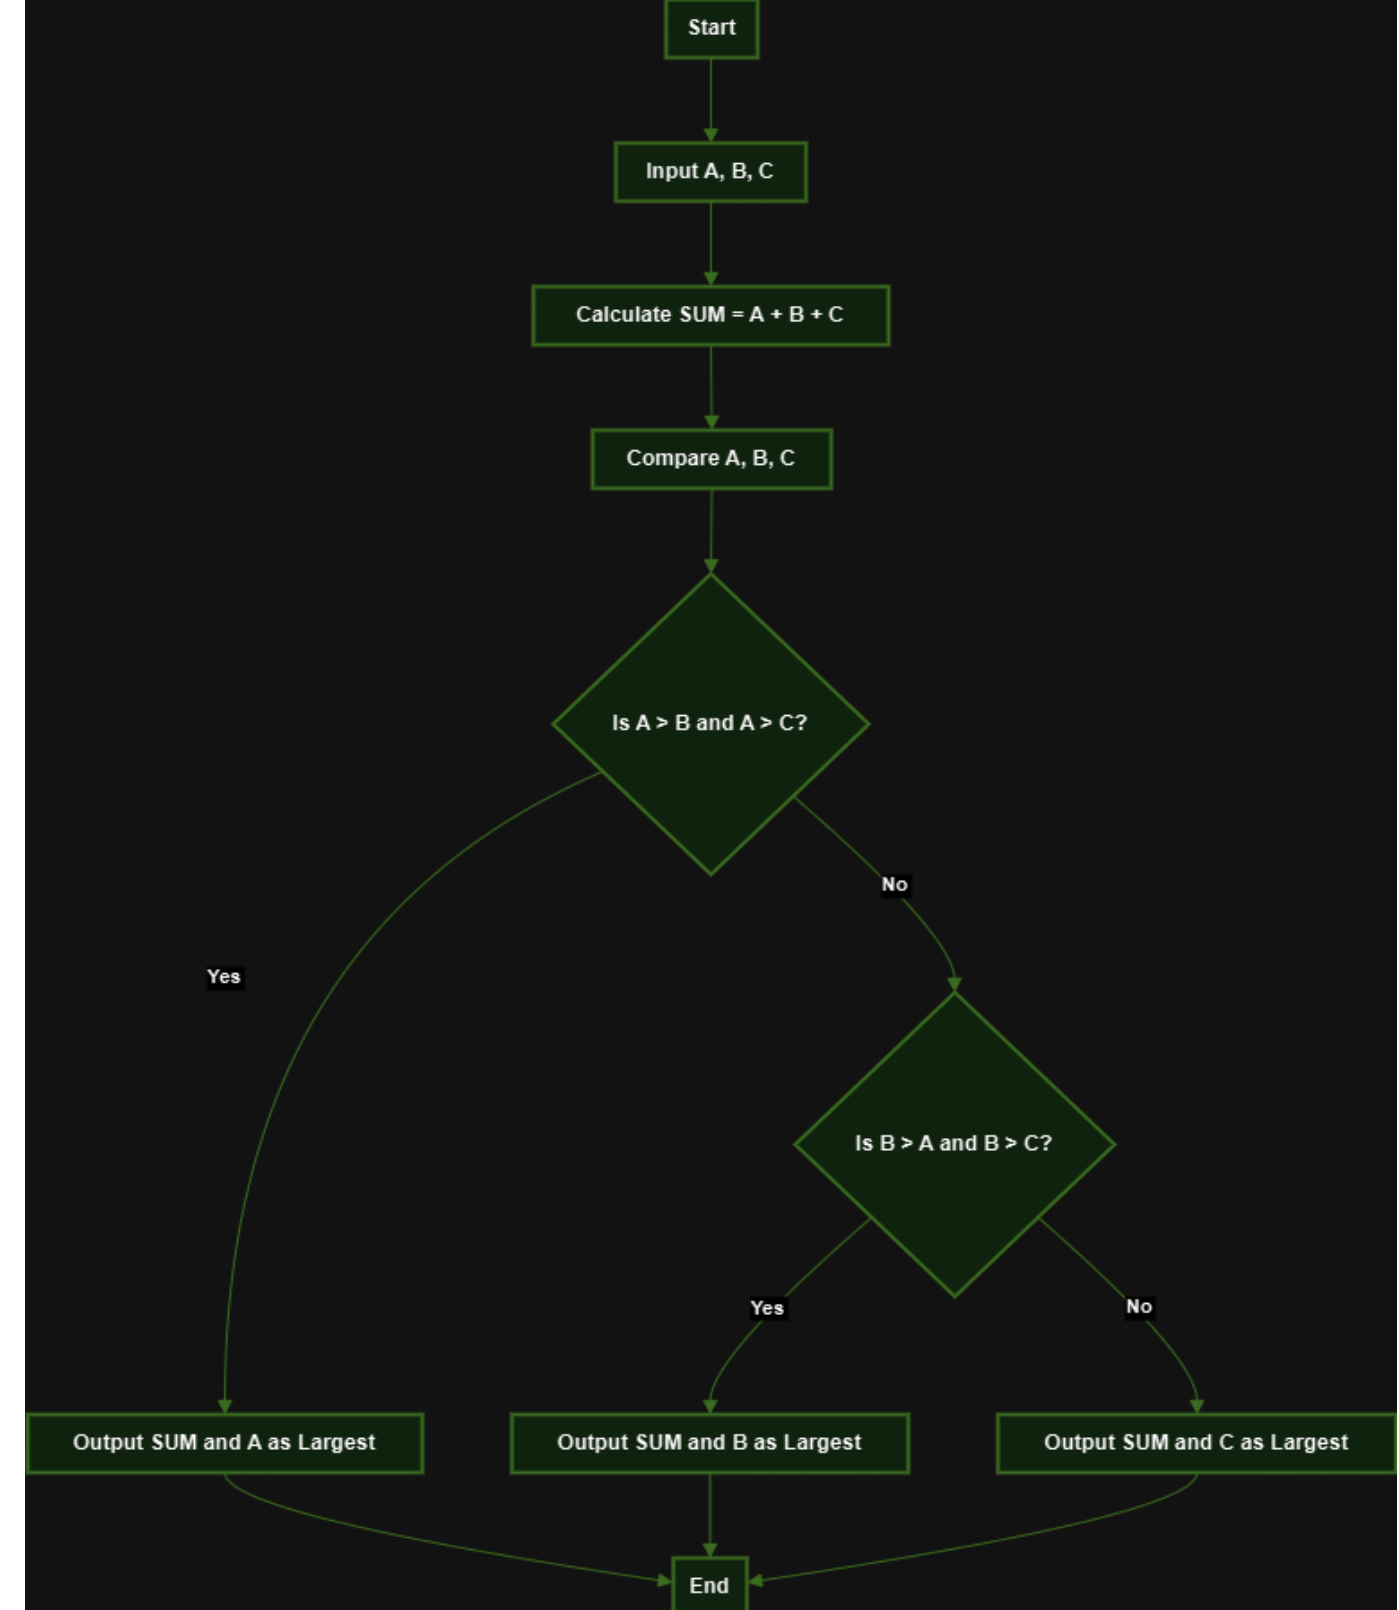 Start
Input A, B, C
Calculate SUM = A + B + C
Compare A, B, C
Is A > B and A > C?
No
Yes
Is B > A and B > C?
Yes
No
Output SUM and A as Largest
Output SUM and B as Largest
Output SUM and C as Largest
End